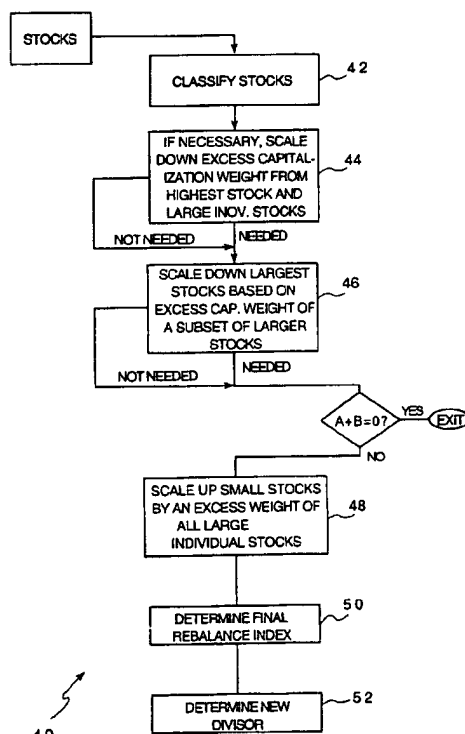 STOCKS
CLASSIFY STOCKS
42
IF NECESSARY, SCALE
DOWN EXCESS CAPITAL-
IZATION WEIGHT FROM
HIGHEST STOCK AND
LARGE INOV. STOCKS
44
NOT NEEDED
NEEDED
SCALE DOWN LARGEST
STOCKS BASED ON
EXCESS CAP. WEIGHT OF
A SUBSET OF LARGER
STOCKS
46
NOT NEEDED
NEEDED
A+B=0?
YES
EXIT
NO
SCALE UP SMALL STOCKS
BY AN EXCESS WEIGHT OF
ALL LARGE
INDIVIDUAL STOCKS
48
DETERMINE FINAL
REBALANCE INDEX
50
DETERMINE NEW
DIVISOR
52